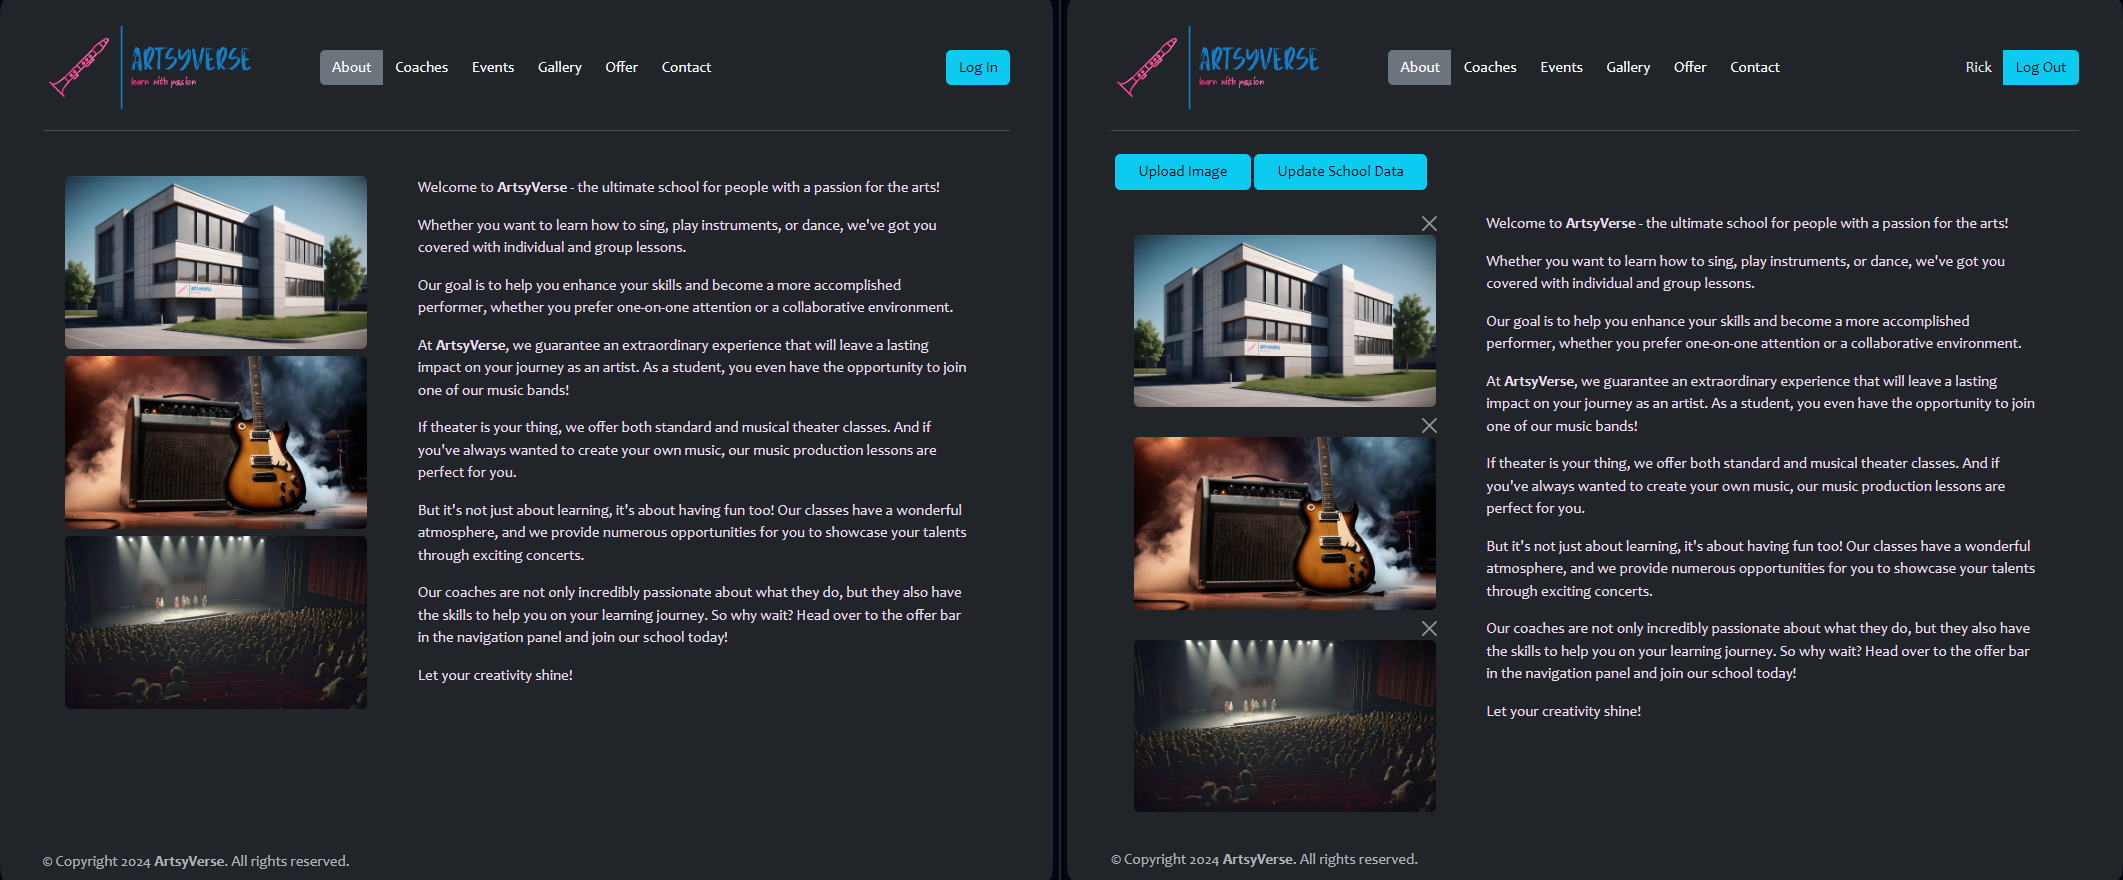 ARTSYVERSE
learn with passion
About Coaches Events Gallery Offer Contact
Log In
Welcome to ArtsyVerse - the ultimate school for people with a passion for the arts!
Whether you want to learn how to sing, play instruments, or dance, we've got you
covered with individual and group lessons.
Our goal is to help you enhance your skills and become a more accomplished
performer, whether you prefer one-on-one attention or a collaborative environment.
At ArtsyVerse, we guarantee an extraordinary experience that will leave a lasting
impact on your journey as an artist. As a student, you even have the opportunity to join
one of our music bands!
If theater is your thing, we offer both standard and musical theater classes. And if
you've always wanted to create your own music, our music production lessons are
perfect for you.
But it's not just about learning, it's about having fun too! Our classes have a wonderful
atmosphere, and we provide numerous opportunities for you to showcase your talents
through exciting concerts.
Our coaches are not only incredibly passionate about what they do, but they also have
the skills to help you on your learning journey. So why wait? Head over to the offer bar
in the navigation panel and join our school today!
Let your creativity shine!
© Copyright 2024 ArtsyVerse. All rights reserved.
ARTSYVERSE
learn with passion
About Coaches Events Gallery Offer Contact
Rick Log Out
Upload Image Update School Data
Welcome to ArtsyVerse - the ultimate school for people with a passion for the arts!
Whether you want to learn how to sing, play instruments, or dance, we've got you
covered with individual and group lessons.
Our goal is to help you enhance your skills and become a more accomplished
performer, whether you prefer one-on-one attention or a collaborative environment.
At ArtsyVerse, we guarantee an extraordinary experience that will leave a lasting
impact on your journey as an artist. As a student, you even have the opportunity to join
one of our music bands!
If theater is your thing, we offer both standard and musical theater classes. And if
you've always wanted to create your own music, our music production lessons are
perfect for you.
But it's not just about learning, it's about having fun too! Our classes have a wonderful
atmosphere, and we provide numerous opportunities for you to showcase your talents
through exciting concerts.
Our coaches are not only incredibly passionate about what they do, but they also have
the skills to help you on your learning journey. So why wait? Head over to the offer bar
in the navigation panel and join our school today!
Let your creativity shine!
© Copyright 2024 ArtsyVerse. All rights reserved.